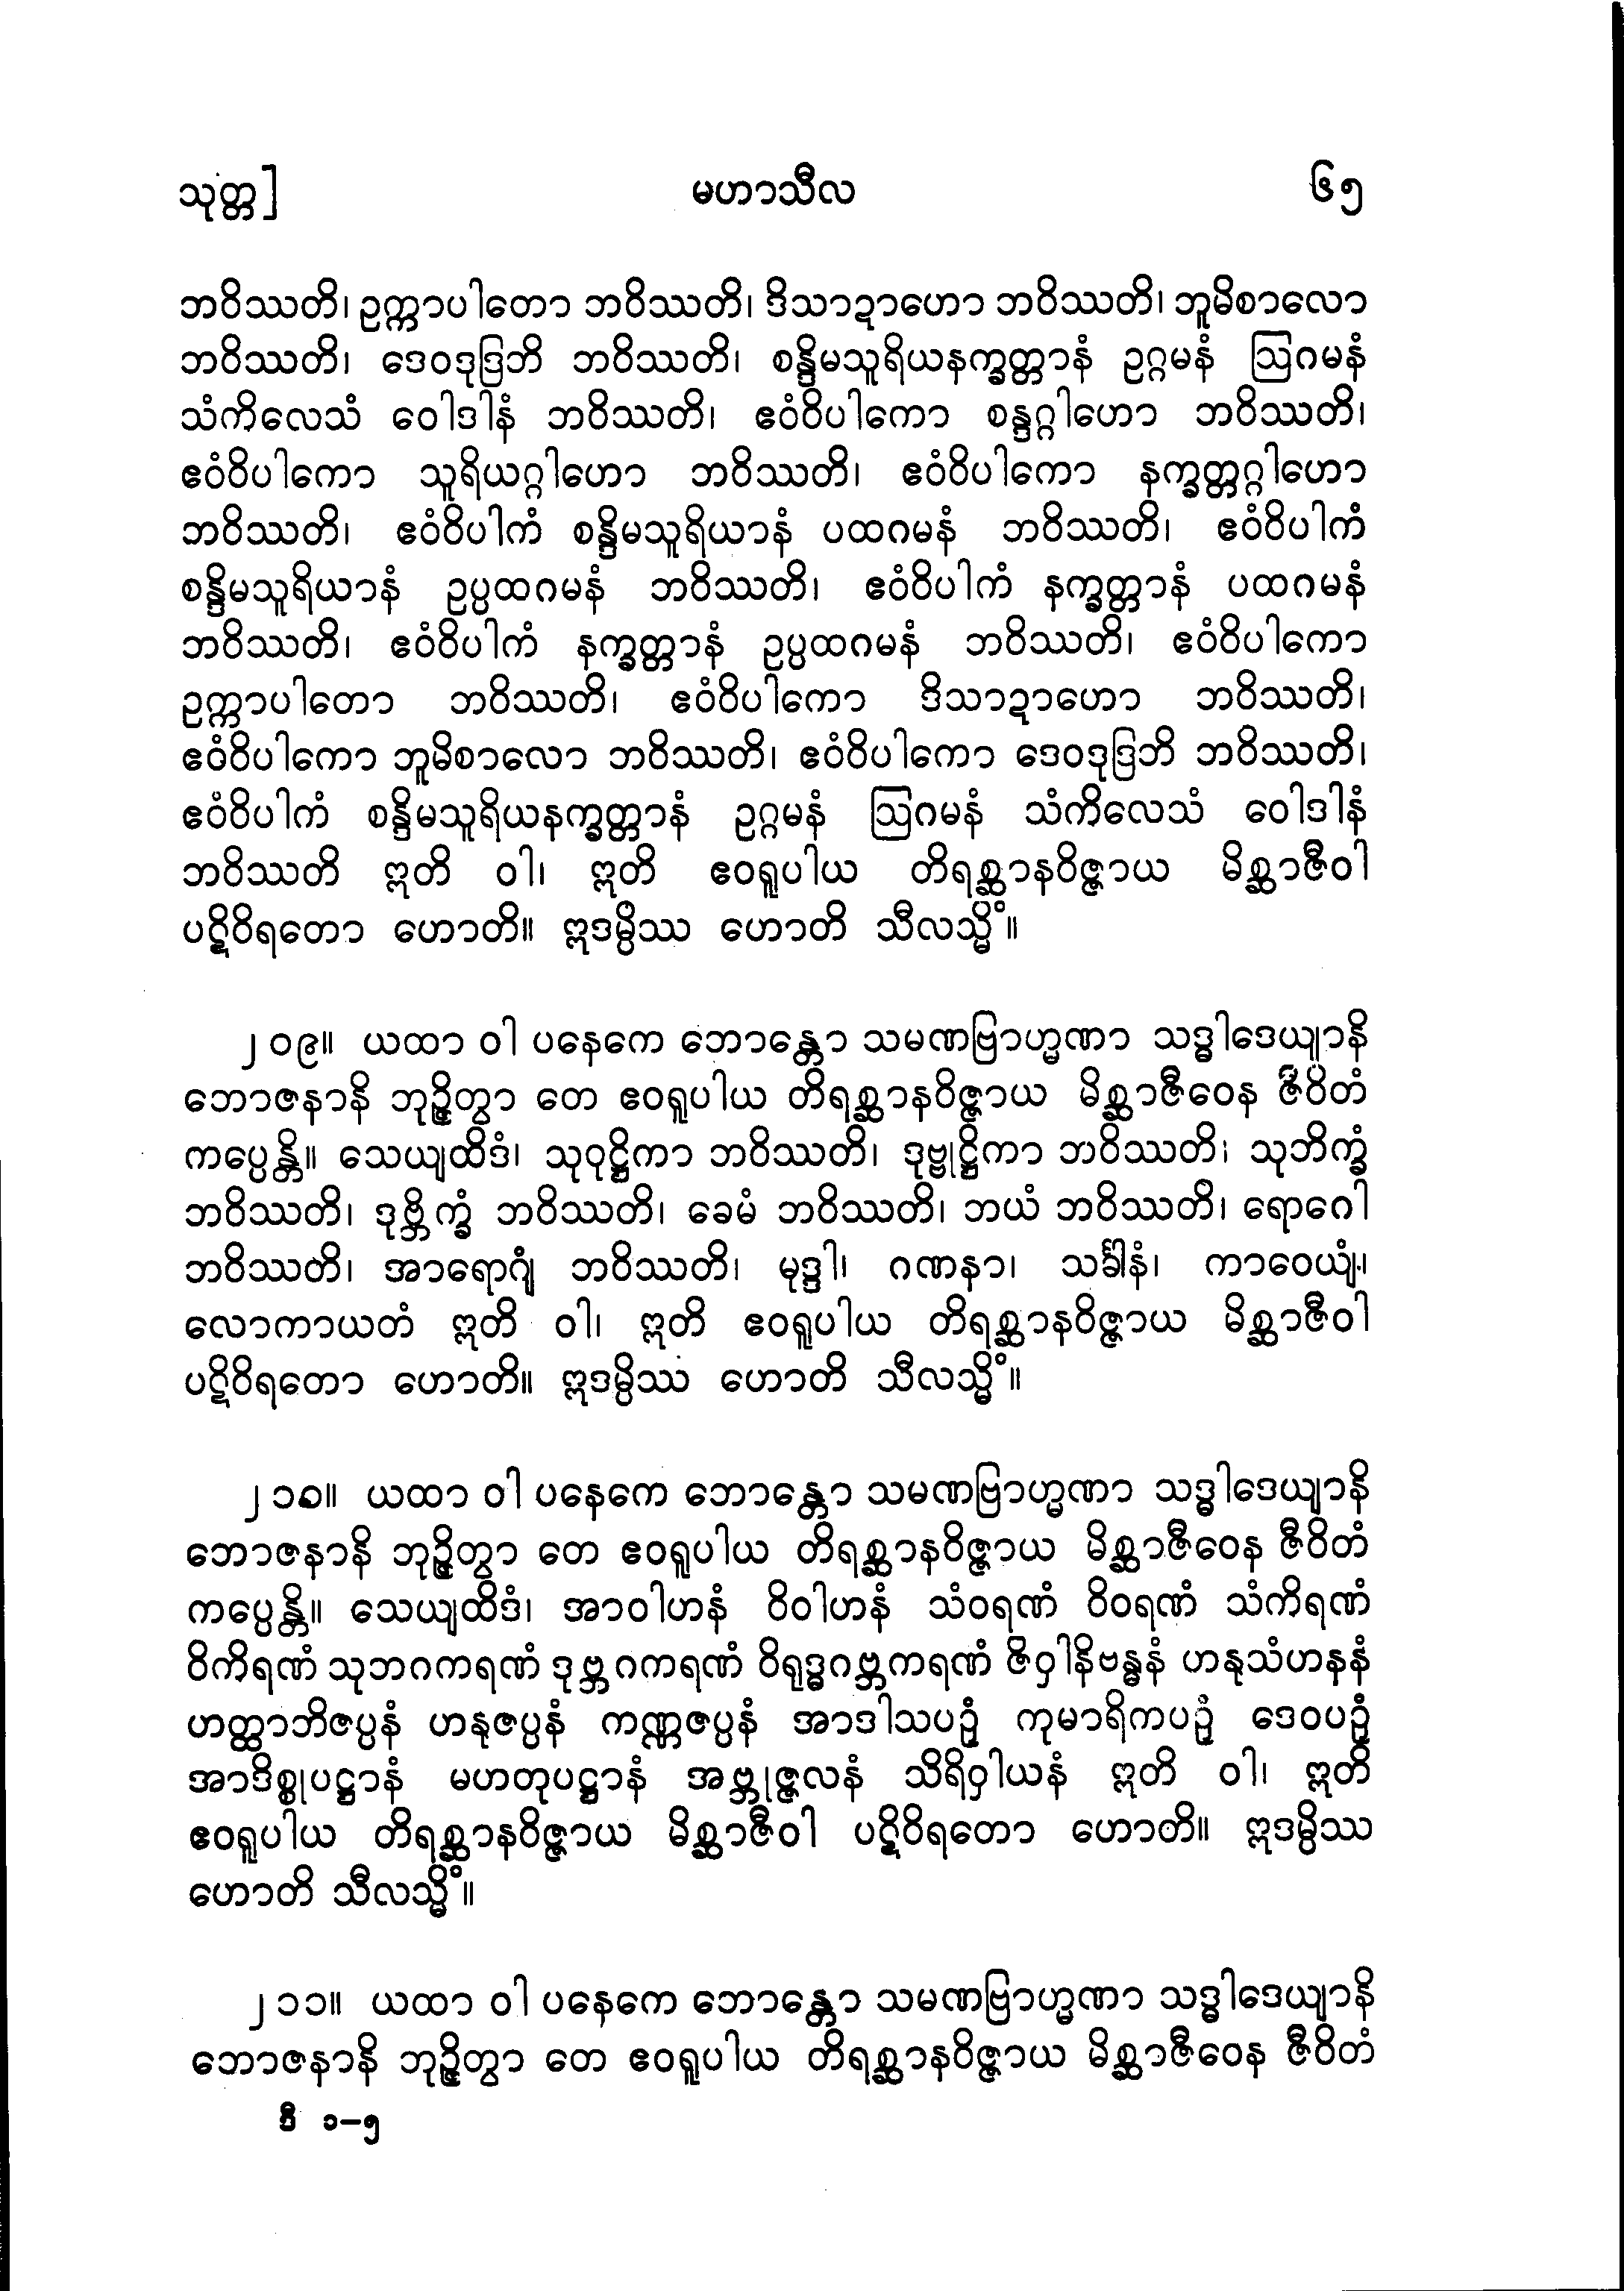 သုတ္တ]
မဟာသီလ
၆၅
ဘဝိဿတိ၊ ဥက္ကာပါတော ဘဝိဿတိ၊ ဒိသာဍာဟော ဘဝိဿတိ၊ ဘူမိစာလော
ဘဝိဿတိ၊ ဒေဝဒုဒြဘိ ဘဝိဿတိ၊ စန္ဒိမသူရိယနက္ခတ္တာနံ ဥဂ္ဂမနံ ဩဂမနံ
သံကိလေသံ ဝေါဒါနံ ဘဝိဿတိ၊ ဧဝံဝိပါကော စန္ဒဂ္ဂါဟော ဘဝိဿတိ၊
ဧဝံဝိပါကော သူရိယဂ္ဂါဟော ဘဝိဿတိ၊ ဧဝံဝိပါကော နက္ခတ္တဂ္ဂါဟော
ဘဝိဿတိ၊ ဧဝံဝိပါကံ စန္ဒိမသူရိယာနံ ပထဂမနံ ဘဝိဿတိ၊ ဧဝံဝိပါကံ
စန္ဒိမသူရိယာနံ ဥပ္ပထဂမနံ ဘဝိဿတိ၊ ဧဝံဝိပါကံ နက္ခတ္တာနံ ပထဂမနံ
ဘဝိဿတိ၊ ဧဝံဝိပါကံ နက္ခတ္တာနံ ဥပ္ပထဂမနံ ဘဝိဿတိ၊ ဧဝံဝိပါကော
ဥက္ကာပါတော ဘဝိဿတိ၊ ဧဝံဝိပါကော ဒိသာဍာဟော ဘဝိဿတိ၊
ဧဝံဝိပါကော ဘူမိစာလော ဘဝိဿတိ၊ ဧဝံဝိပါကော ဒေဝဒုဒြဘိ ဘဝိဿတိ၊
ဧဝံဝိပါကံ စန္ဒိမသူရိယနက္ခတ္တာနံ ဥဂ္ဂမနံ ဩဂမနံ သံကိလေသံ ဝေါဒါနံ
ဘဝိဿတိ ဣတိ ဝါ၊ ဣတိ ဧဝရူပါယ တိရစ္ဆာနဝိဇ္ဇာယ မိစ္ဆာဇီဝါ
ပဋိဝိရတော ဟောတိ။ ဣဒမ္ပိဿ ဟောတိ သီလသ္မိံ။
၂၀၉။ ယထာ ဝါ ပနေကေ ဘောန္တော သမဏဗြာဟ္မဏာ သဒ္ဓါဒေယျာနိ
ဘောဇနာနိ ဘုဉ္ဇိတွာ တေ ဧဝရူပါယ တိရစ္ဆာနဝိဇ္ဇာယ မိစ္ဆာဇီဝေန ဇီဝိတံ
ကပ္ပေန္တိ။ သေယျထိဒံ၊ သုဝုဋ္ဌိကာ ဘဝိဿတိ၊ ဒုဗ္ဗုဋ္ဌိကာ ဘဝိဿတိ၊ သုဘိက္ခံ
ဘဝိဿတိ၊ ဒုဗ္ဘိက္ခံ ဘဝိဿတိ၊ ခေမံ ဘဝိဿတိ၊ ဘယံ ဘဝိဿတိ၊ ရောဂေါ
ဘဝိဿတိ၊ အာရောဂျံ ဘဝိဿတိ၊ မုဒ္ဒါ၊ ဂဏနာ၊ သင်္ခါနံ၊ ကာဝေယျံ၊
လောကာယတံ ဣတိ ဝါ၊ ဣတိ ဧဝရူပါယ တိရစ္ဆာနဝိဇ္ဇာယ မိစ္ဆာဇီဝါ
ပဋိဝိရတော ဟောတိ။ ဣဒမ္ပိဿ ဟောတိ သီလသ္မိံ။
၂၁၀။ ယထာ ဝါ ပနေကေ ဘောန္တော သမဏဗြာဟ္မဏာ သဒ္ဓါဒေယျာနိ
ဘောဇနာနိ ဘုဉ္ဇိတွာ တေ ဧဝရူပါယ တိရစ္ဆာနဝိဇ္ဇာယ မိစ္ဆာဇီဝေန ဇီဝိတံ
ကပ္ပေန္တိ။ သေယျထိဒံ၊ အာဝါဟနံ ဝိဝါဟနံ သံဝရဏံ ဝိဝရဏံ သံကိရဏံ
ဝိကိရဏံ သုဘဂကရဏံ ဒုဗ္ဘဂကရဏံ ဝိရုဒ္ဓဂဗ္ဘကရဏံ ဇိဝှါနိဗန္ဓနံ ဟနုသံဟနနံ
ဟတ္ထာဘိဇပ္ပနံ ဟနုဇပ္ပနံ ကဏ္ဏဇပ္ပနံ အာဒါသပဉှံ ကုမာရိကပဉှံ ဒေဝပဉှံ
အာဒိစ္စုပဋ္ဌာနံ မဟတုပဋ္ဌာနံ အဗ္ဘုဇ္ဇလနံ သိရိဝှါယနံ ဣတိ ဝါ၊ ဣတိ
ဧဝရူပါယ တိရစ္ဆာနဝိဇ္ဇာယ မိစ္ဆာဇီဝါ ပဋိဝိရတော ဟောတိ။ ဣဒမ္ပိဿ
ဟောတိ သီလသ္မိံ။
၂၁၁။ ယထာ ဝါ ပနေကေ ဘောန္တော သမဏဗြာဟ္မဏာ သဒ္ဓါဒေယျာနိ
ဘောဇနာနိ ဘုဉ္ဇိတွာ တေ ဧဝရူပါယ တိရစ္ဆာနဝိဇ္ဇာယ မိစ္ဆာဇီဝေန ဇီဝိတံ
ဒီ ၁–၅